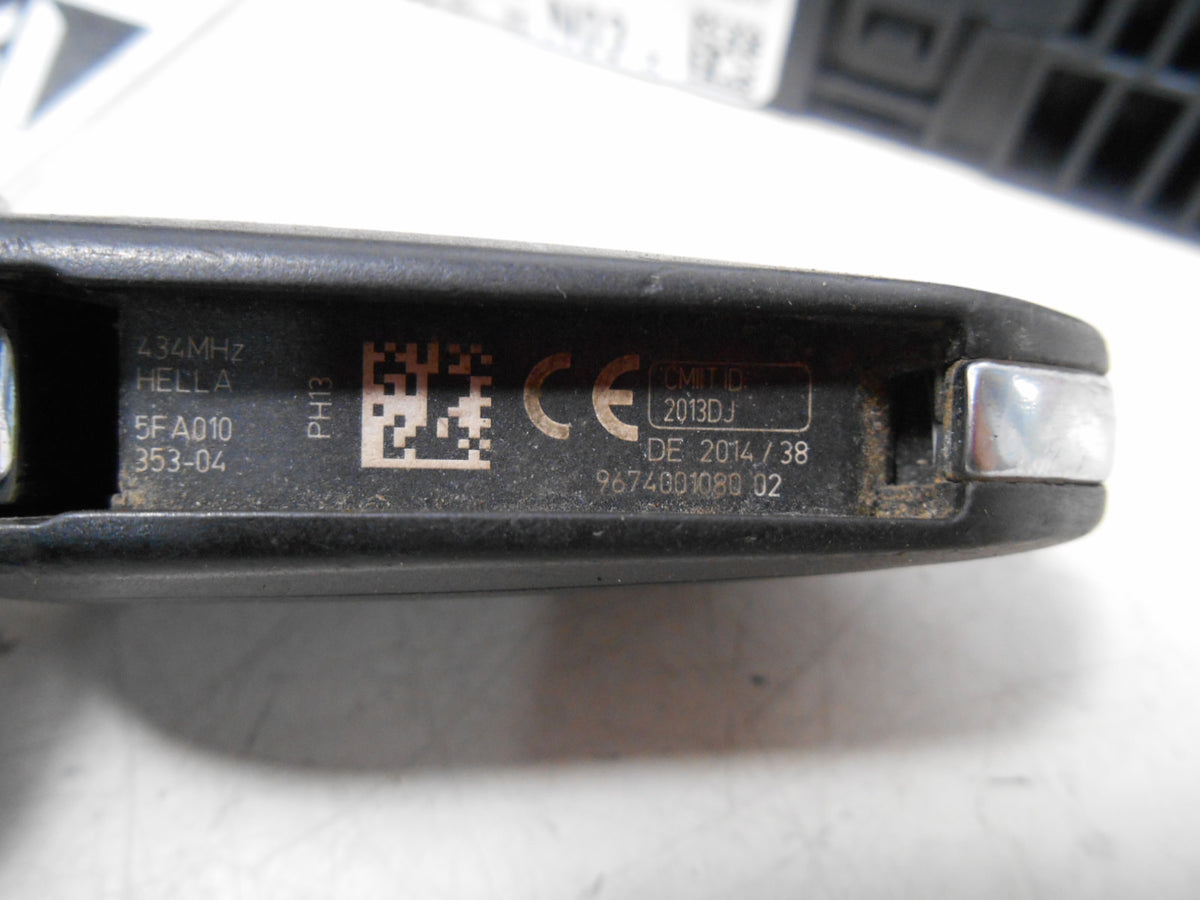 434MHz
HELLA
5FA010
353-04
PH13
CE
CMIIT ID:
2013DJ
DE 2014 / 38
9674001080 02